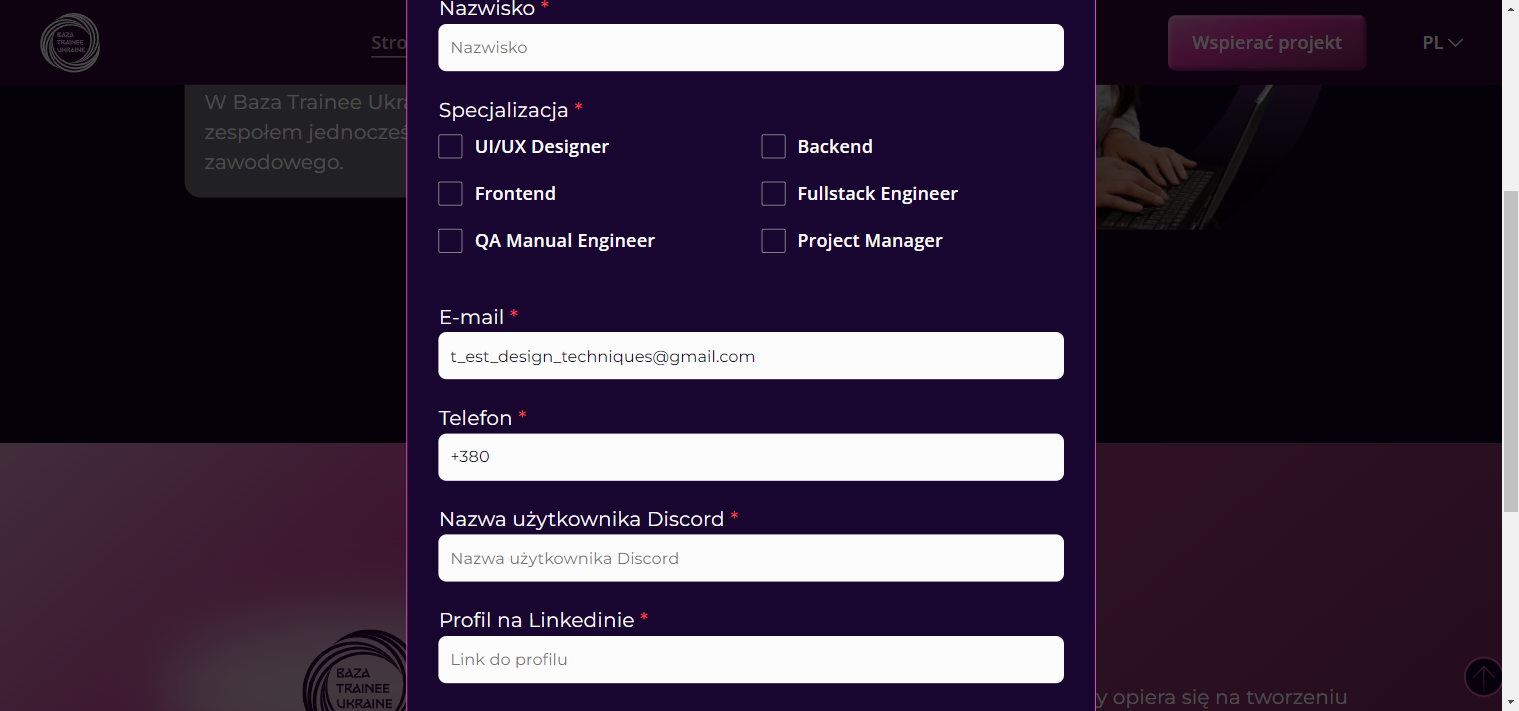 Nazwisko *
BAZA
TRAINEE
UKRAINE
Stro
Wspierać projekt
PL
Nazwisko
W Baza Trainee Ukra
zespołem jednocześ
zawodowego.
Specjalizacja *
UI/UX Designer
Backend
Frontend
Fullstack Engineer
QA Manual Engineer
Project Manager
E-mail *
t_est_design_techniques@gmail.com
Telefon *
+380
Nazwa użytkownika Discord *
Nazwa użytkownika Discord
Profil na Linkedinie *
Link do profilu
BAZA
TRAINEE
UKRAINE
y opiera się na tworzeniu